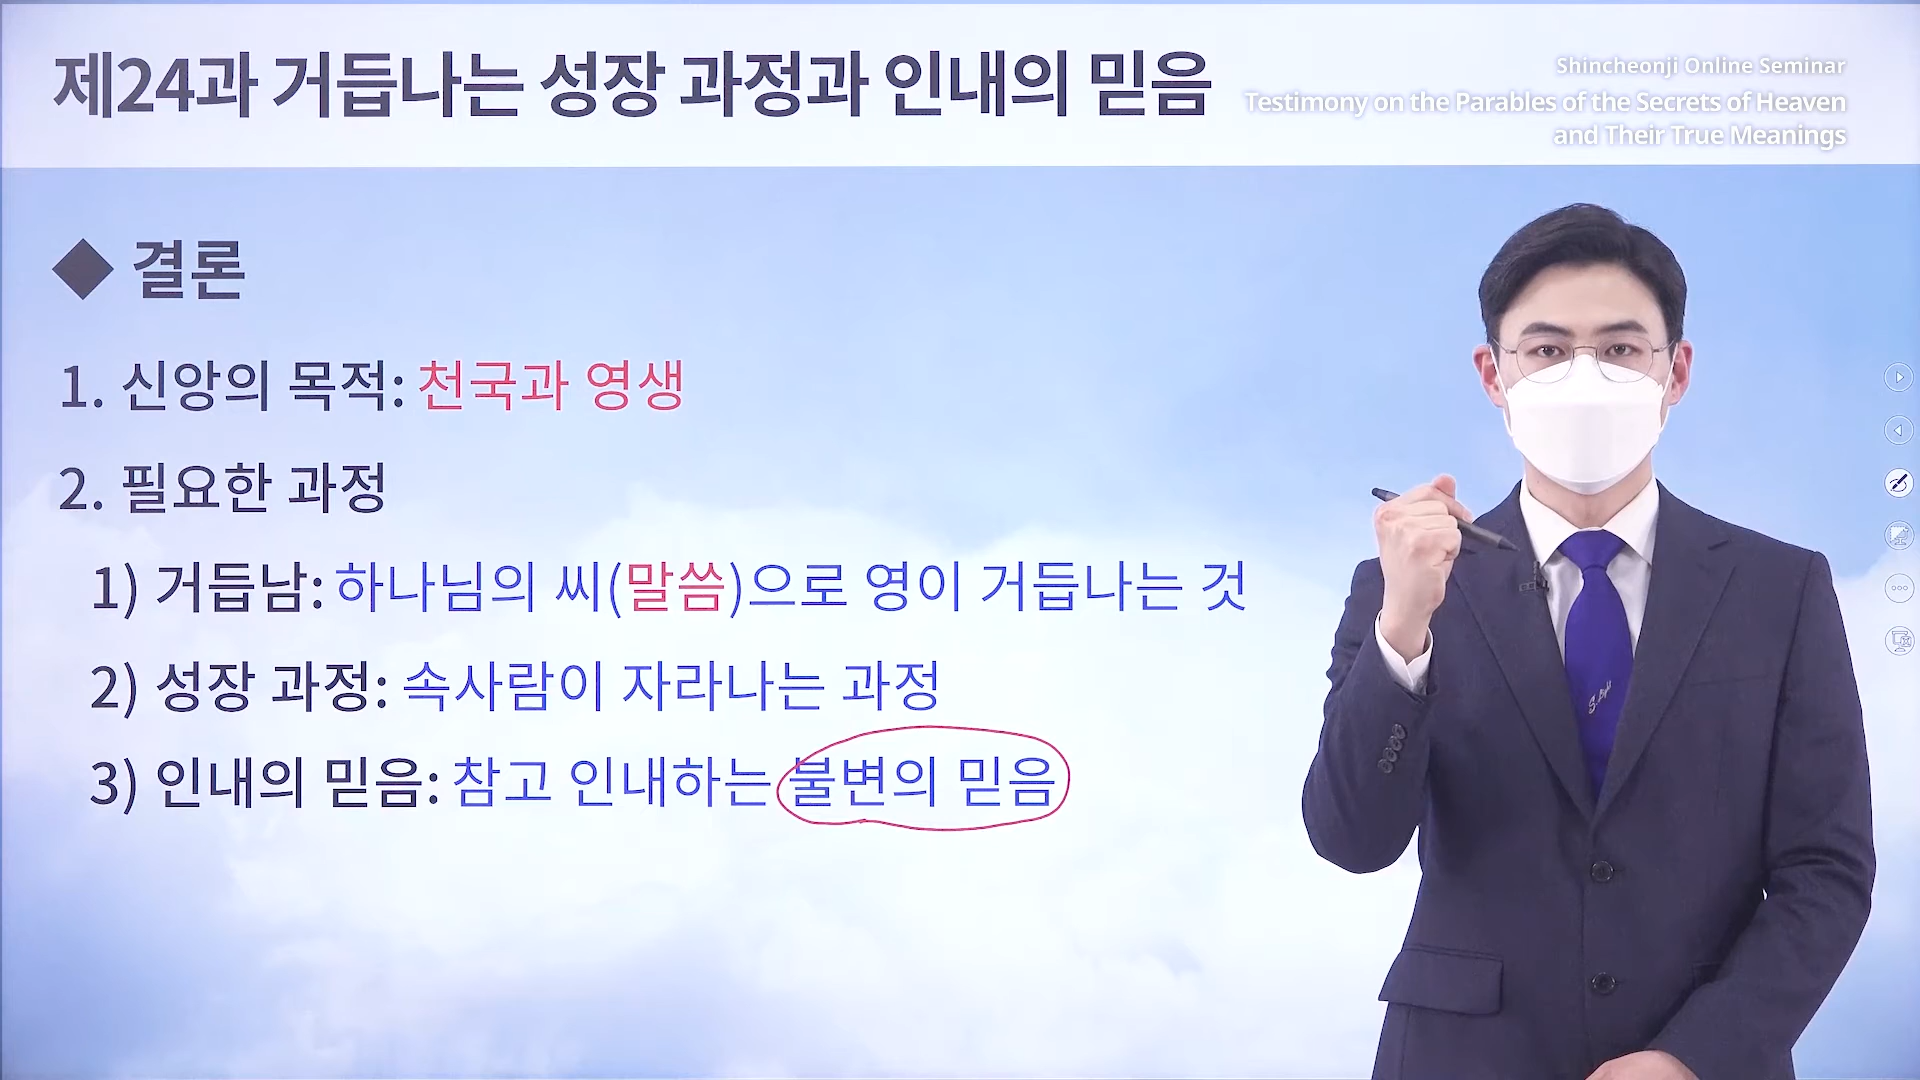 제24과 거듭나는 성장 과정과 인내의 믿음
Shincheonji Online Seminar
Testimony on the Parables of the Secrets of Heaven
and Their True Meanings
◆ 결론
1. 신앙의 목적: 천국과 영생
2. 필요한 과정
1) 거듭남: 하나님의 씨(말씀)으로 영이 거듭나는 것
2) 성장 과정: 속사람이 자라나는 과정
3) 인내의 믿음: 참고 인내하는 불변의 믿음